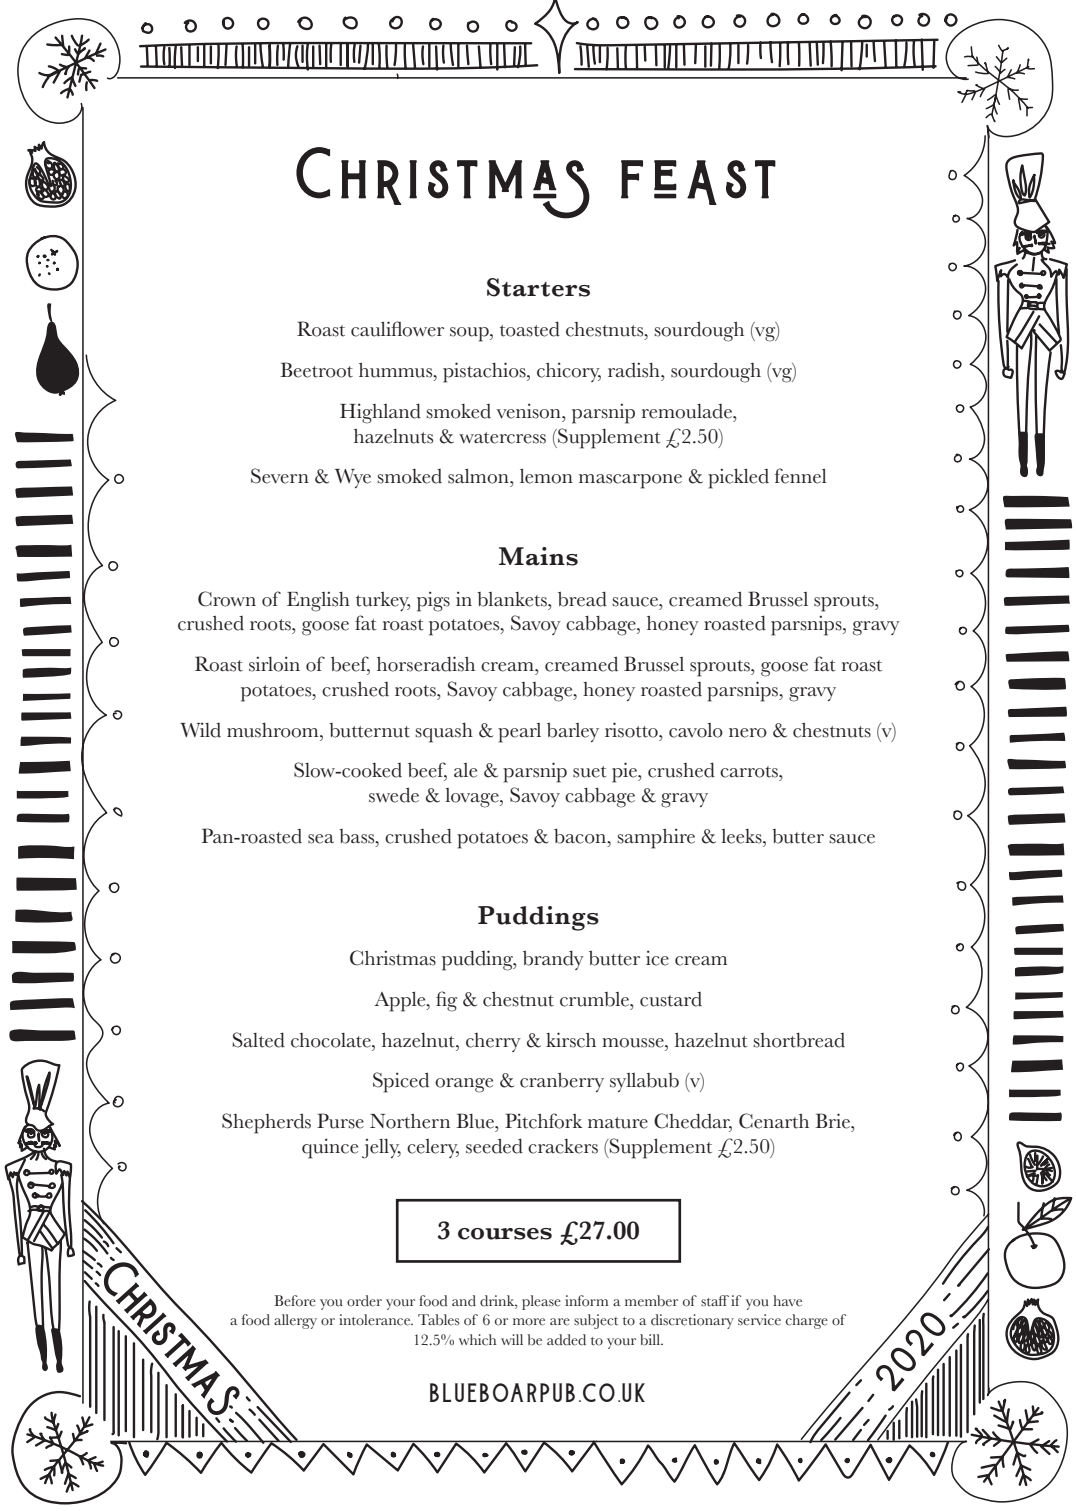 Christmas Feast
Starters
Roast cauliflower soup, toasted chestnuts, sourdough (vg)
Beetroot hummus, pistachios, chicory, radish, sourdough (vg)
Highland smoked venison, parsnip remoulade,
hazelnuts & watercress (Supplement £2.50)
Severn & Wye smoked salmon, lemon mascarpone & pickled fennel
Mains
Crown of English turkey, pigs in blankets, bread sauce, creamed Brussel sprouts,
crushed roots, goose fat roast potatoes, Savoy cabbage, honey roasted parsnips, gravy
Roast sirloin of beef, horseradish cream, creamed Brussel sprouts, goose fat roast
potatoes, crushed roots, Savoy cabbage, honey roasted parsnips, gravy
Wild mushroom, butternut squash & pearl barley risotto, cavolo nero & chestnuts (v)
Slow-cooked beef, ale & parsnip suet pie, crushed carrots,
swede & lovage, Savoy cabbage & gravy
Pan-roasted sea bass, crushed potatoes & bacon, samphire & leeks, butter sauce
Puddings
Christmas pudding, brandy butter ice cream
Apple, fig & chestnut crumble, custard
Salted chocolate, hazelnut, cherry & kirsch mousse, hazelnut shortbread
Spiced orange & cranberry syllabub (v)
Shepherds Purse Northern Blue, Pitchfork mature Cheddar, Cenarth Brie,
quince jelly, celery, seeded crackers (Supplement £2.50)
3 courses £27.00
Before you order your food and drink, please inform a member of staff if you have
a food allergy or intolerance. Tables of 6 or more are subject to a discretionary service charge of
12.5% which will be added to your bill.
BLUEBOARPUB.CO.UK
Christmas
2020